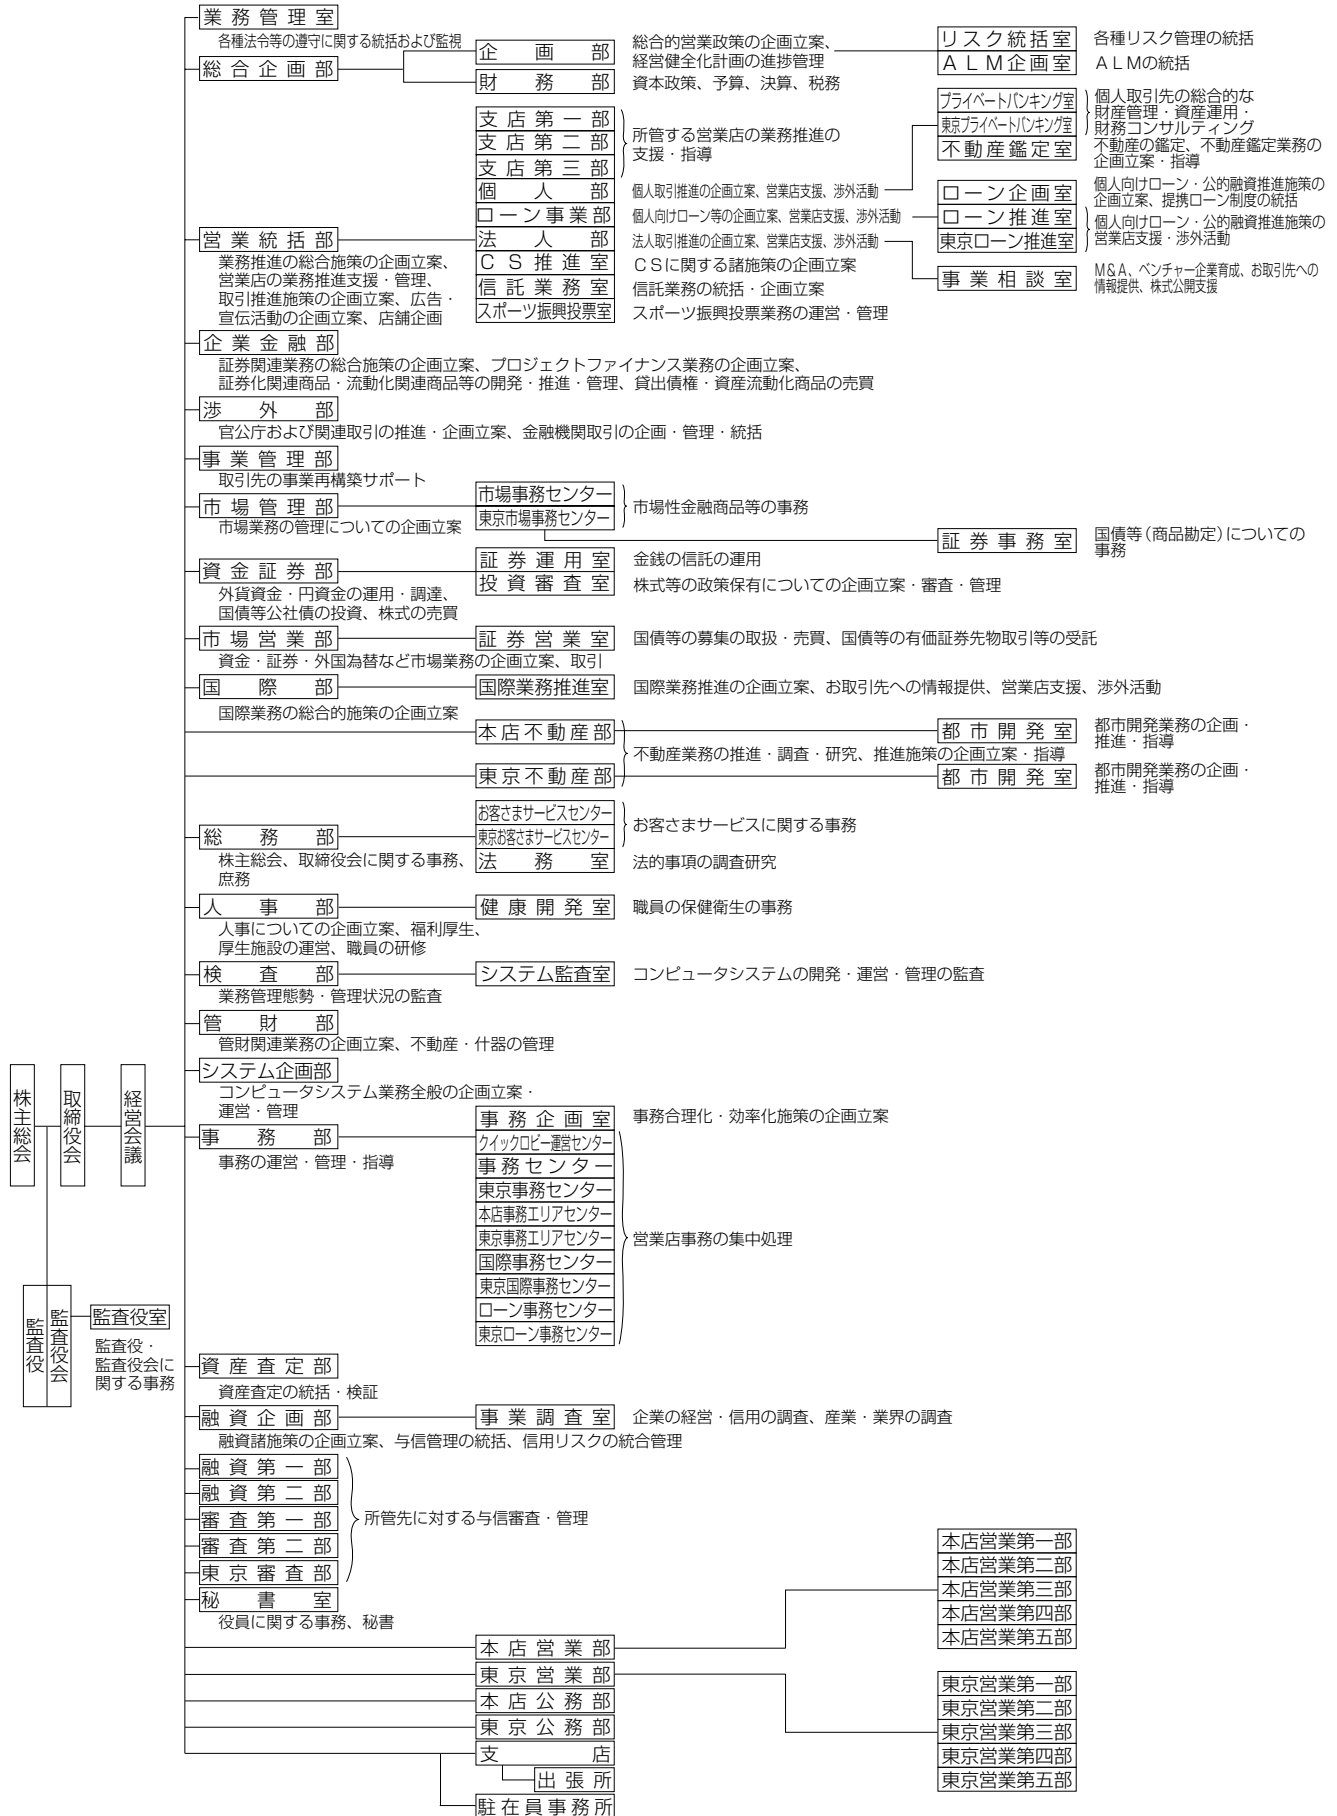 業務管理室
各種法令等の遵守に関する統括および監視
総合企画部
企画部
総合的営業政策の企画立案、
経営健全化計画の進捗管理
リスク統括室
各種リスク管理の統括
ALM企画室
ALMの統括
財務部
資本政策、予算、決算、税務
営業統括部
業務推進の総合施策の企画立案、
営業店の業務推進支援・管理、
取引推進施策の企画立案、広告・
宣伝活動の企画立案、店舗企画
支店第一部
支店第二部
支店第三部
所管する営業店の業務推進の
支援・指導
個人部
個人取引推進の企画立案、営業店支援、渉外活動
プライベートバンキング室
東京プライベートバンキング室
個人取引先の総合的な
財産管理・資産運用・
財務コンサルティング
不動産鑑定室
不動産の鑑定、不動産鑑定業務の
企画立案・指導
ローン事業部
個人向けローン等の企画立案、営業店支援、渉外活動
ローン企画室
個人向けローン・公的融資推進施策の
企画立案、提携ローン制度の統括
ローン推進室
東京ローン推進室
個人向けローン・公的融資推進施策の
営業店支援・渉外活動
法人部
法人取引推進の企画立案、営業店支援、渉外活動
事業相談室
M&A、ベンチャー企業育成、お取引先への
情報提供、株式公開支援
CS推進室
CSに関する諸施策の企画立案
信託業務室
信託業務の統括・企画立案
スポーツ振興投票室
スポーツ振興投票業務の運営・管理
企業金融部
証券関連業務の総合施策の企画立案、プロジェクトファイナンス業務の企画立案、
証券化関連商品・流動化関連商品等の開発・推進・管理、貸出債権・資産流動化商品の売買
渉外部
官公庁および関連取引の推進・企画立案、金融機関取引の企画・管理・統括
事業管理部
取引先の事業再構築サポート
市場管理部
市場業務の管理についての企画立案
市場事務センター
東京市場事務センター
市場性金融商品等の事務
証券事務室
国債等(商品勘定)についての
事務
資金証券部
外貨資金・円資金の運用・調達、
国債等公社債の投資、株式の売買
証券運用室
金銭の信託の運用
投資審査室
株式等の政策保有についての企画立案・審査・管理
市場営業部
資金・証券・外国為替など市場業務の企画立案、取引
証券営業室
国債等の募集の取扱・売買、国債等の有価証券先物取引等の受託
国際部
国際業務の総合的施策の企画立案
国際業務推進室
国際業務推進の企画立案、お取引先への情報提供、営業店支援、渉外活動
本店不動産部
東京不動産部
不動産業務の推進・調査・研究、推進施策の企画立案・指導
都市開発室
都市開発業務の企画・
推進・指導
都市開発室
都市開発業務の企画・
推進・指導
総務部
株主総会、取締役会に関する事務、
庶務
お客さまサービスセンター
東京お客さまサービスセンター
お客さまサービスに関する事務
法務室
法的事項の調査研究
人事部
人事についての企画立案、福利厚生、
厚生施設の運営、職員の研修
健康開発室
職員の保健衛生の事務
検査部
業務管理態勢・管理状況の監査
システム監査室
コンピュータシステムの開発・運営・管理の監査
管財部
管財関連業務の企画立案、不動産・什器の管理
システム企画部
コンピュータシステム業務全般の企画立案・
運営・管理
株主総会
取締役会
経営会議
監査役
監査役会
監査役室
監査役・
監査役会に
関する事務
事務部
事務の運営・管理・指導
事務企画室
事務合理化・効率化施策の企画立案
クイックロビー運営センター
事務センター
東京事務センター
本店事務エリアセンター
東京事務エリアセンター
国際事務センター
東京国際事務センター
ローン事務センター
東京ローン事務センター
営業店事務の集中処理
資産査定部
資産査定の統括・検証
融資企画部
融資諸施策の企画立案、与信管理の統括、信用リスクの統合管理
事業調査室
企業の経営・信用の調査、産業・業界の調査
融資第一部
融資第二部
審査第一部
審査第二部
東京審査部
所管先に対する与信審査・管理
秘書室
役員に関する事務、秘書
本店営業部
本店営業第一部
本店営業第二部
本店営業第三部
本店営業第四部
本店営業第五部
東京営業部
東京営業第一部
東京営業第二部
東京営業第三部
東京営業第四部
東京営業第五部
本店公務部
東京公務部
支店
出張所
駐在員事務所